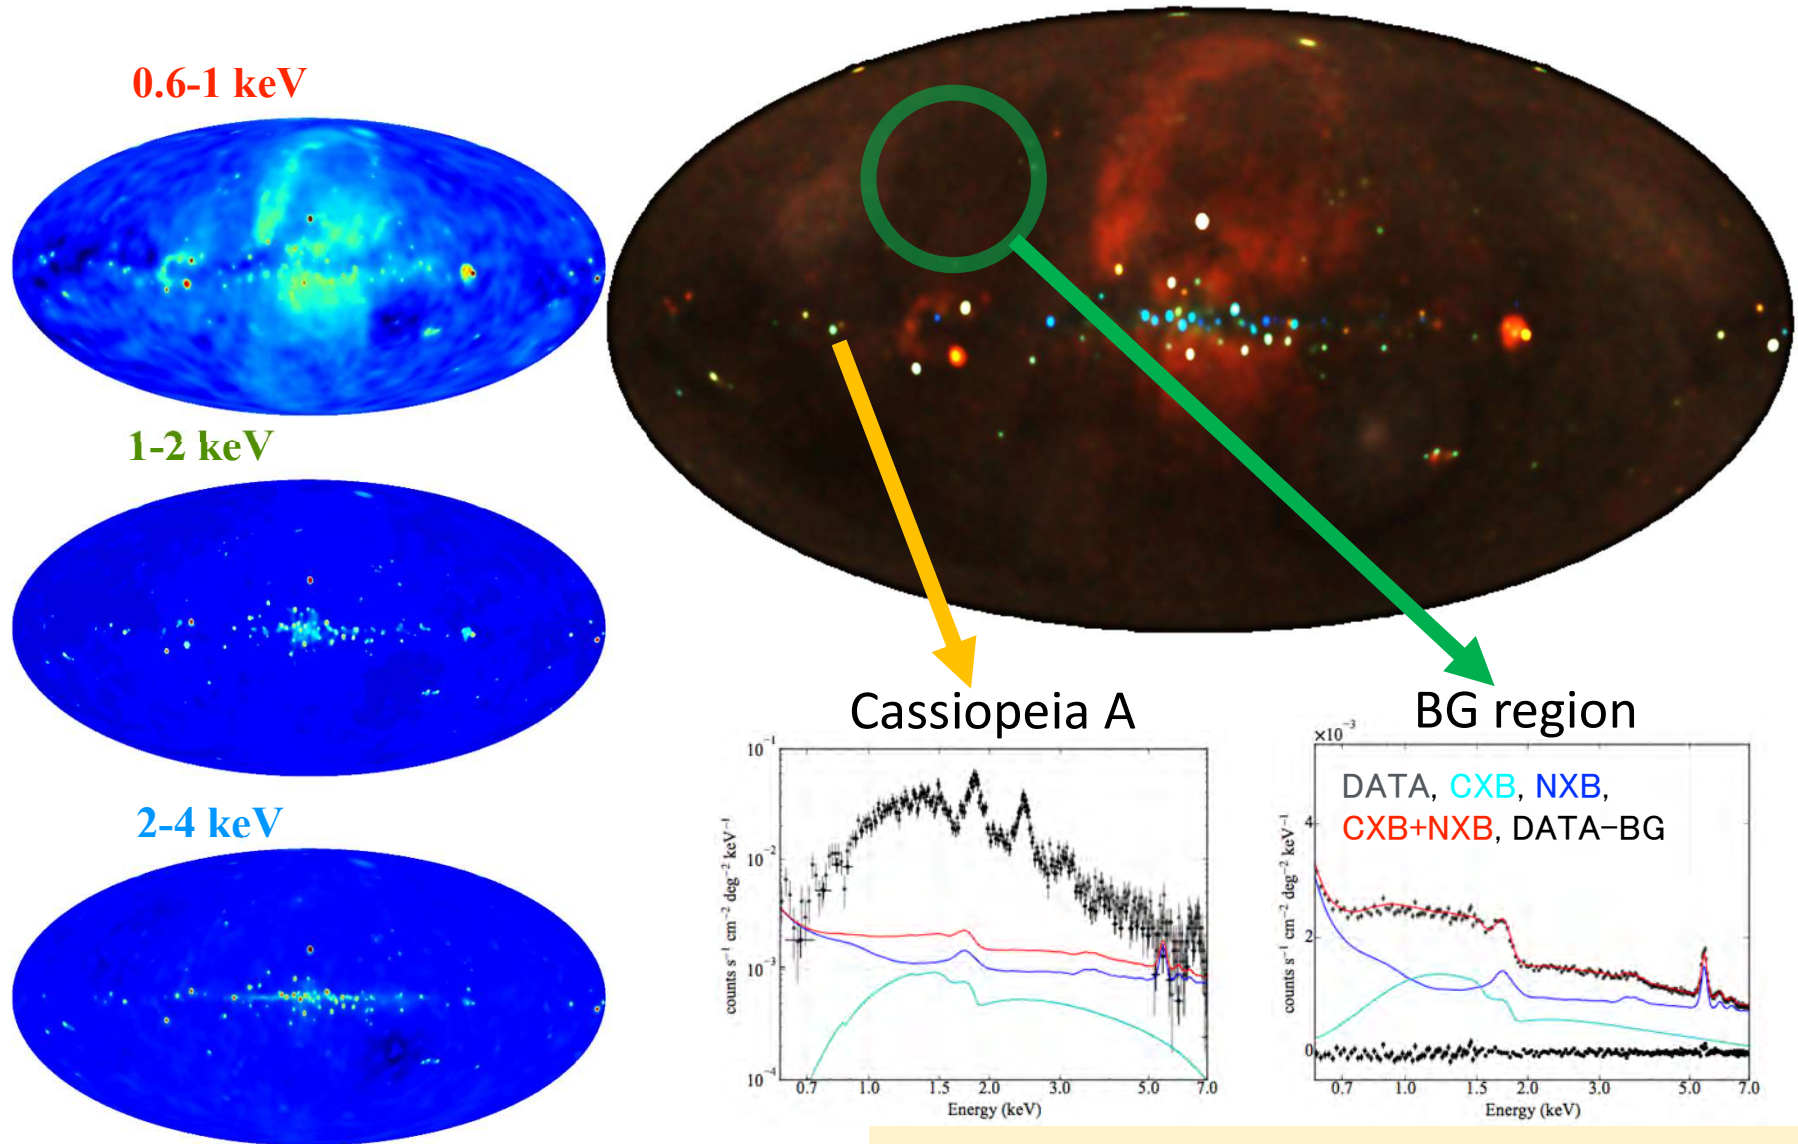 0.6-1 keV
1-2 keV
2-4 keV
Cassiopeia A
10⁻¹
10⁻²
10⁻³
10⁻⁴
counts s⁻¹ cm⁻² deg⁻² keV⁻¹
0.7 1.0 1.5 2.0 3.0 5.0 7.0
Energy (keV)
BG region
×10⁻³
DATA, CXB, NXB,
CXB+NXB, DATA-BG
4
2
0
counts s⁻¹ cm⁻² deg⁻² keV⁻¹
0.7 1.0 1.5 2.0 3.0 5.0 7.0
Energy (keV)